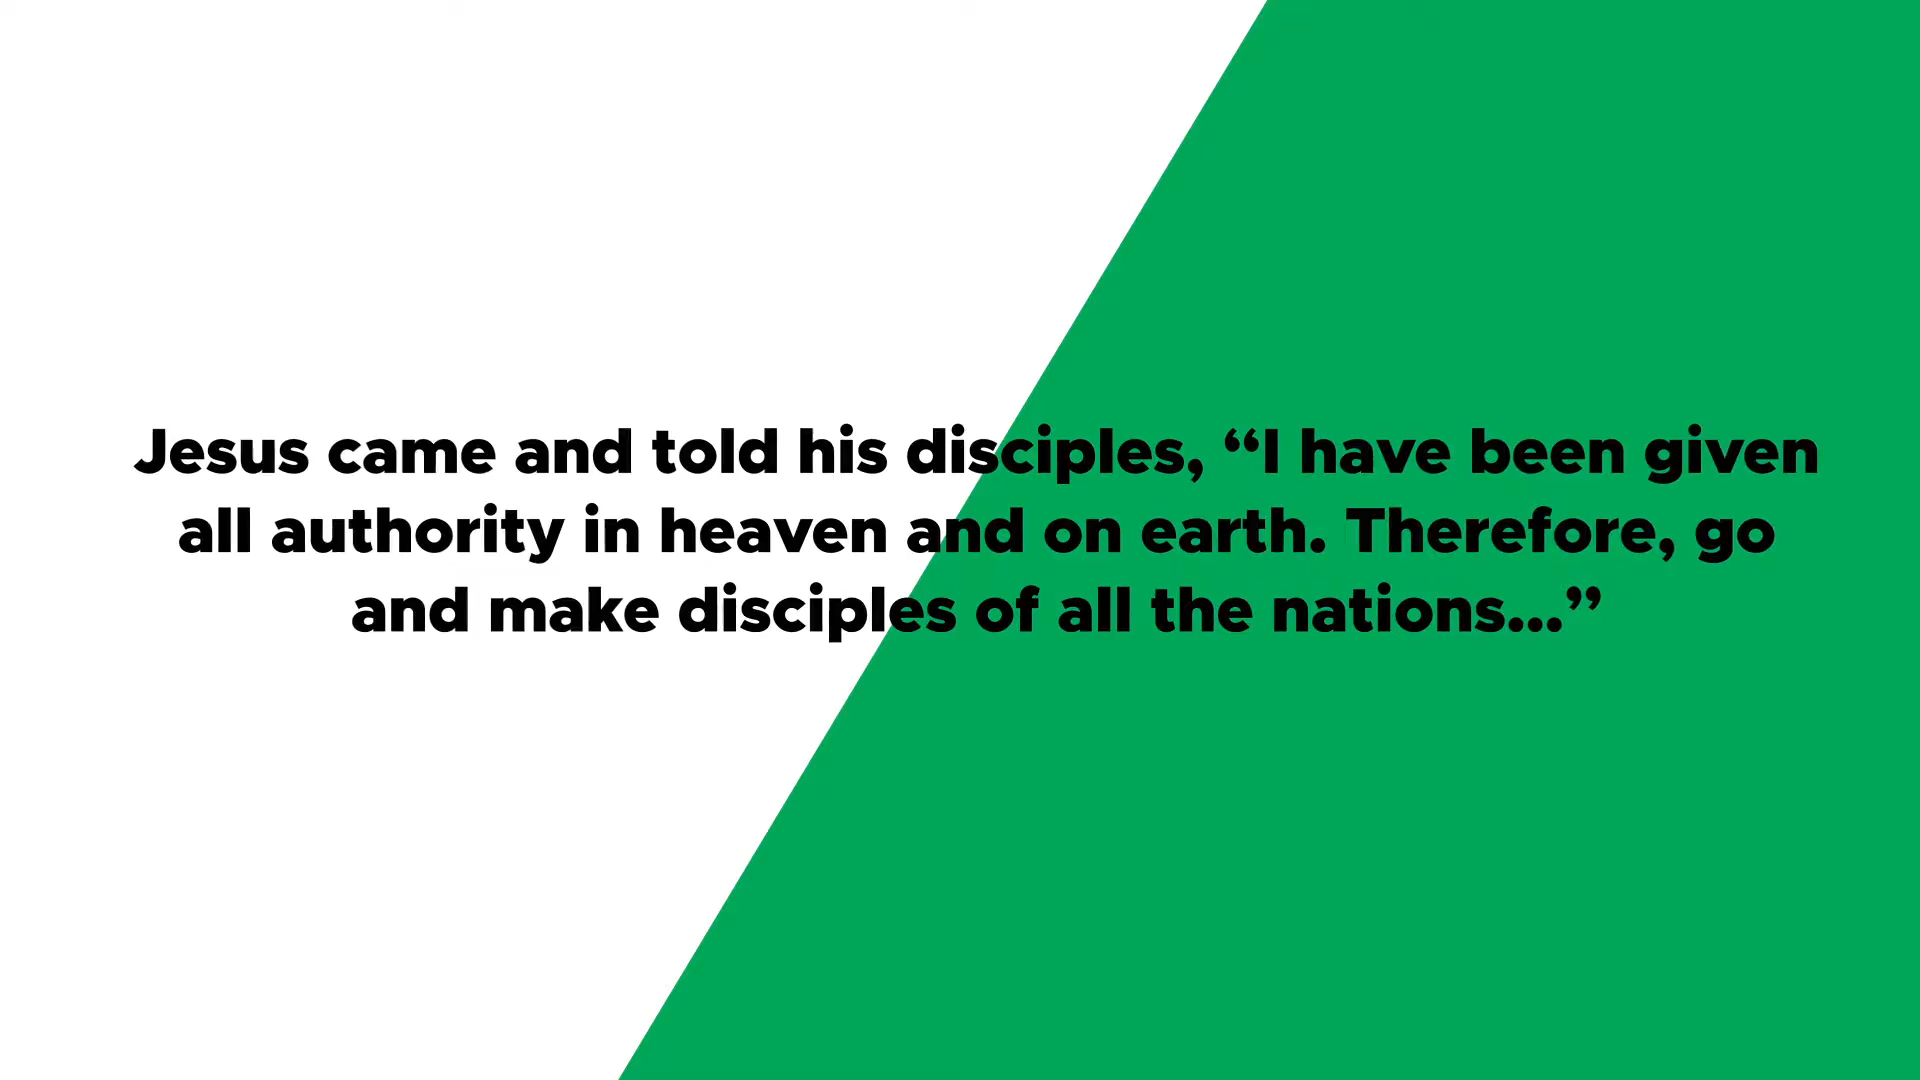 Jesus came and told his disciples, “I have been given
all authority in heaven and on earth. Therefore, go
and make disciples of all the nations...”